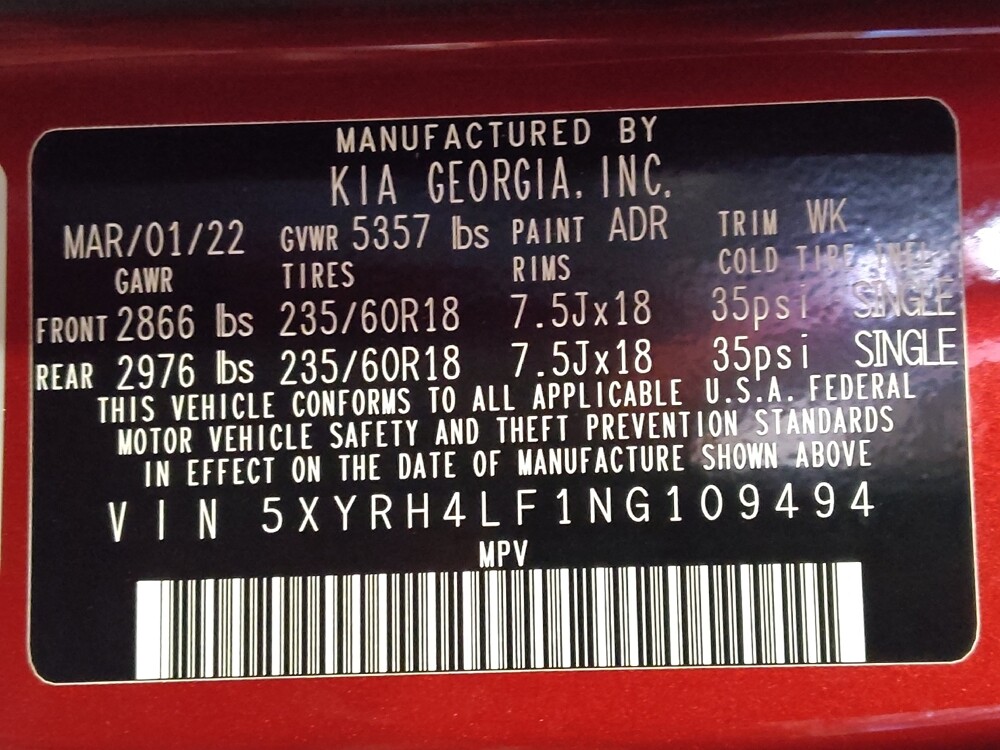 MANUFACTURED BY
KIA GEORGIA, INC.
MAR/01/22 GVWR 5357 lbs PAINT ADR TRIM WK
GAWR TIRES RIMS COLD TIRE INFL.
FRONT 2866 lbs 235/60R18 7.5Jx18 35psi SINGLE
REAR 2976 lbs 235/60R18 7.5Jx18 35psi SINGLE
THIS VEHICLE CONFORMS TO ALL APPLICABLE U.S.A. FEDERAL
MOTOR VEHICLE SAFETY AND THEFT PREVENTION STANDARDS
IN EFFECT ON THE DATE OF MANUFACTURE SHOWN ABOVE
VIN 5XYRH4LF1NG109494
MPV